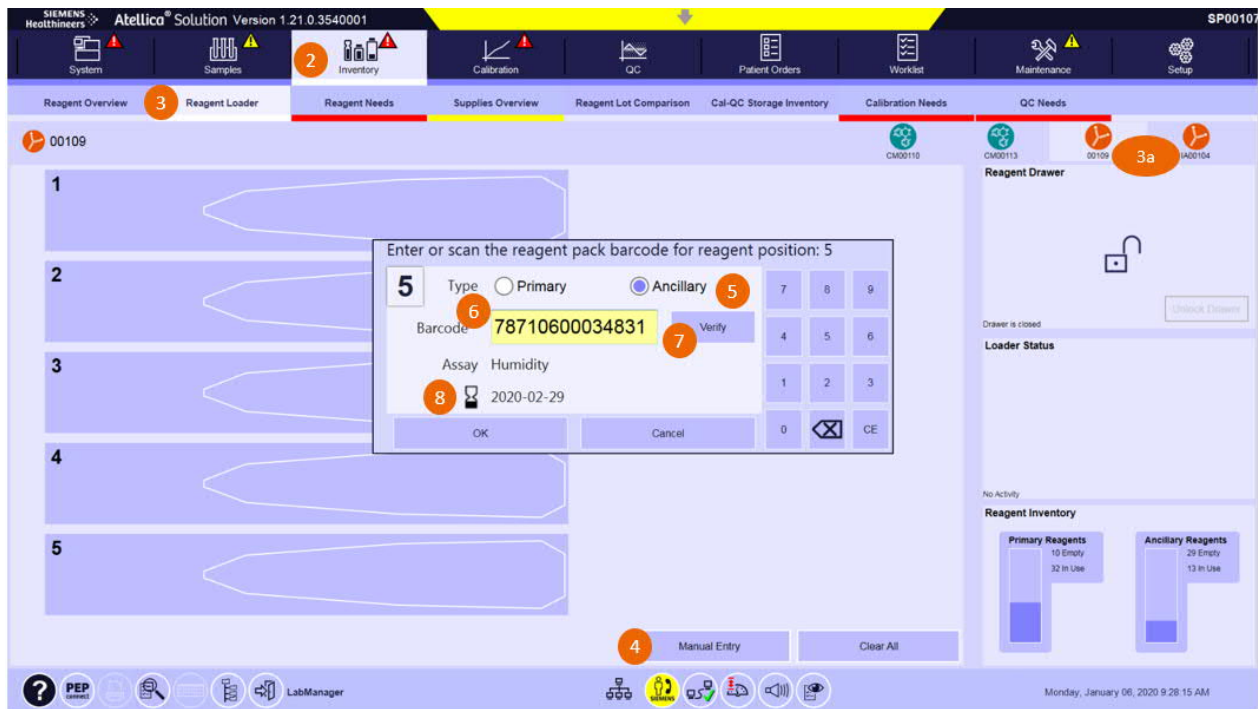 SIEMENS
Healthineers
Atellica® Solution Version 1.21.0.3540001
SP00107
System
Samples
2
Inventory
Calibration
QC
Patient Orders
Worklist
Maintenance
Setup
Reagent Overview
3
Reagent Loader
Reagent Needs
Supplies Overview
Reagent Lot Comparison
Cal-QC Storage Inventory
Calibration Needs
QC Needs
00109
CM00110
CM00113
00109
3a
IA00104
1
2
3
4
5
Enter or scan the reagent pack barcode for reagent position: 5
5
Type
Primary
Ancillary
5
6
Barcode
78710600034831
7
Verify
Assay
Humidity
8
2020-02-29
OK
Cancel
7 8 9
4 5 6
1 2 3
0 CE
Reagent Drawer
Unlock Drawer
Drawer is closed
Loader Status
No Activity
Reagent Inventory
Primary Reagents
10 Empty
32 In Use
Ancillary Reagents
29 Empty
13 In Use
4
Manual Entry
Clear All
?
PEP
connect
LabManager
SIEMENS
Monday, January 06, 2020 9:28:15 AM